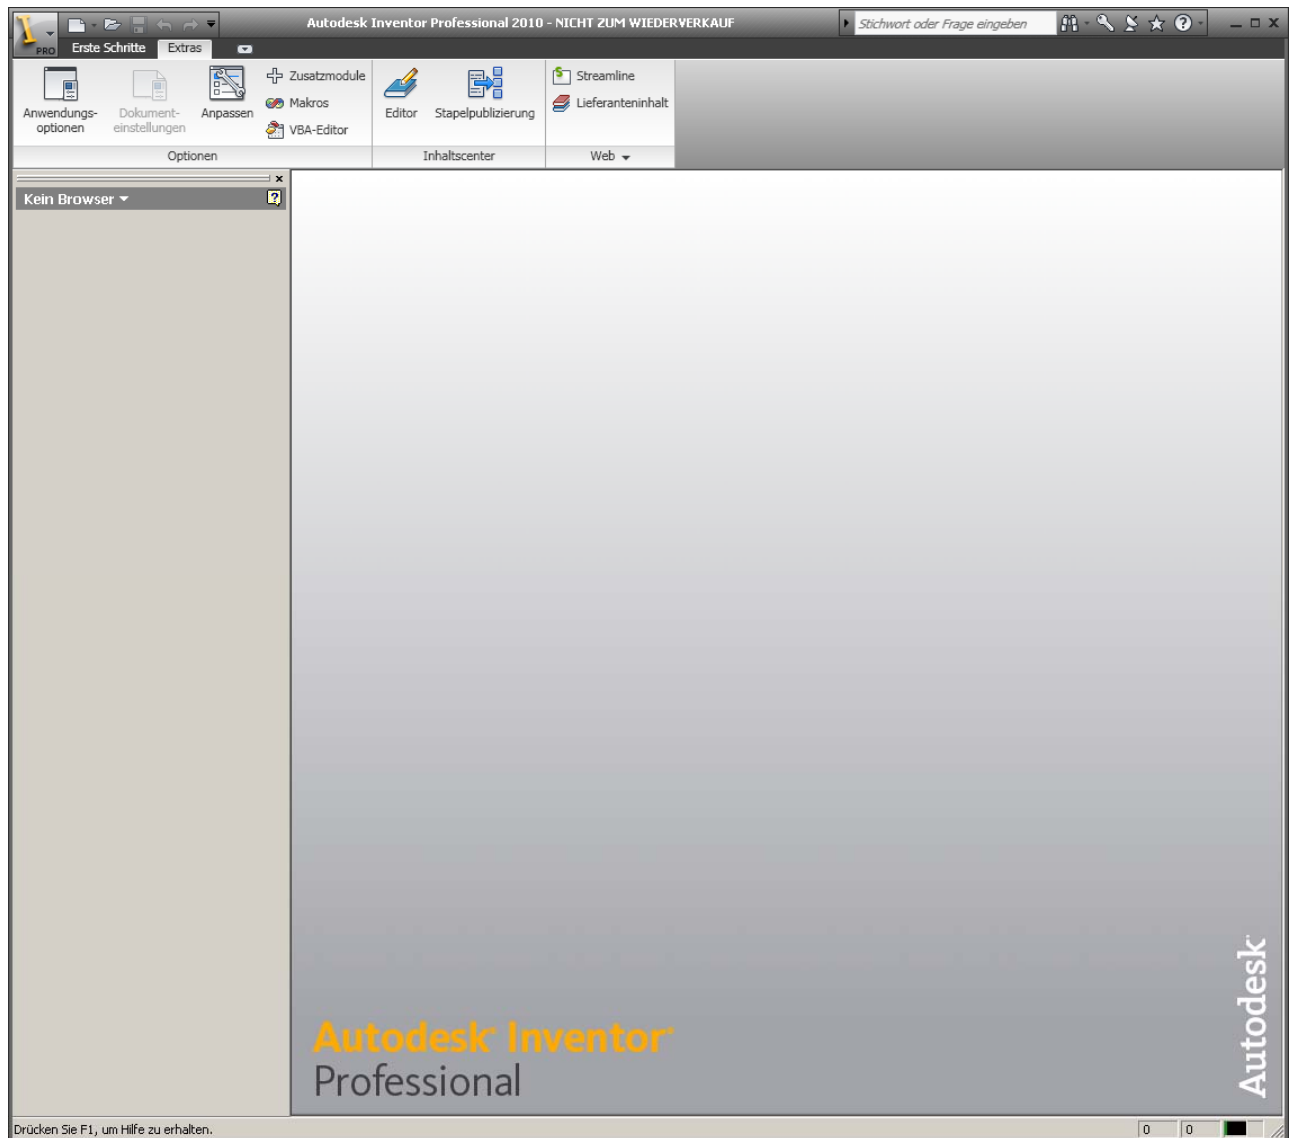 Autodesk Inventor Professional 2010 - NICHT ZUM WIEDERVERKAUF
Stichwort oder Frage eingeben
PRO
Erste Schritte
Extras
Anwendungs-
optionen
Dokument-
einstellungen
Anpassen
Zusatzmodule
Makros
VBA-Editor
Optionen
Editor
Stapelpublizierung
Inhaltscenter
Streamline
Lieferanteninhalt
Web
Kein Browser
Autodesk Inventor
Professional
Autodesk
Drücken Sie F1, um Hilfe zu erhalten.
0
0